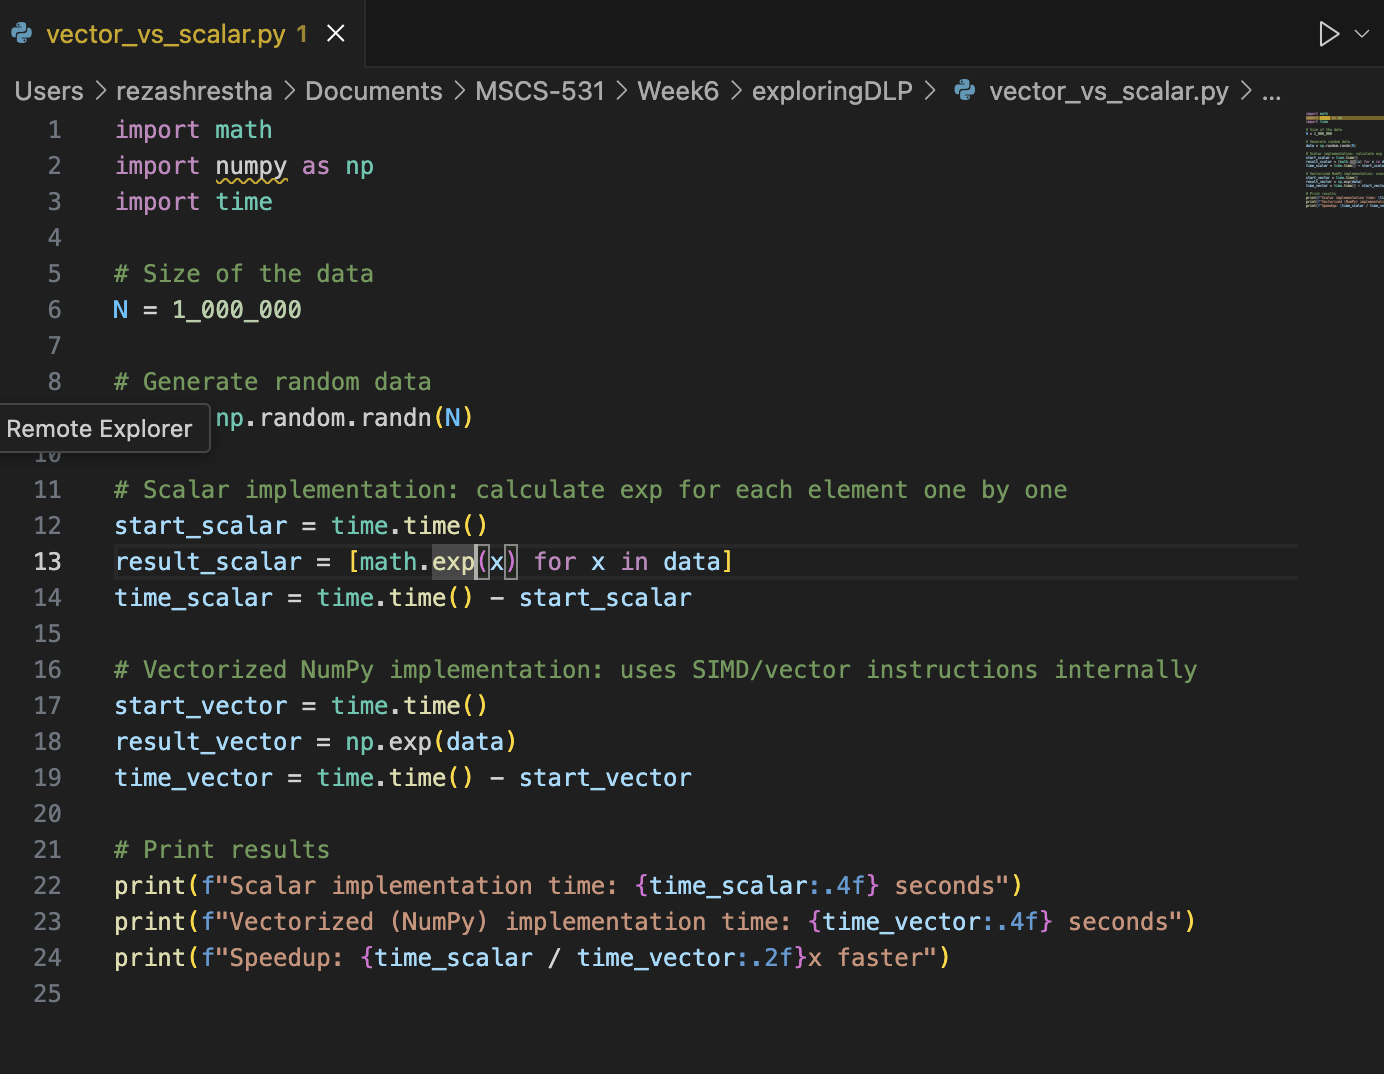 vector_vs_scalar.py 1
Users > rezashrestha > Documents > MSCS-531 > Week6 > exploringDLP > vector_vs_scalar.py > ...
1 import math
2 import numpy as np
3 import time
4
5 # Size of the data
6 N = 1_000_000
7
8 # Generate random data
np.random.randn(N)
Remote Explorer
10
11 # Scalar implementation: calculate exp for each element one by one
12 start_scalar = time.time()
13 result_scalar = [math.exp(x) for x in data]
14 time_scalar = time.time() - start_scalar
15
16 # Vectorized NumPy implementation: uses SIMD/vector instructions internally
17 start_vector = time.time()
18 result_vector = np.exp(data)
19 time_vector = time.time() - start_vector
20
21 # Print results
22 print(f"Scalar implementation time: {time_scalar:.4f} seconds")
23 print(f"Vectorized (NumPy) implementation time: {time_vector:.4f} seconds")
24 print(f"Speedup: {time_scalar / time_vector:.2f}x faster")
25